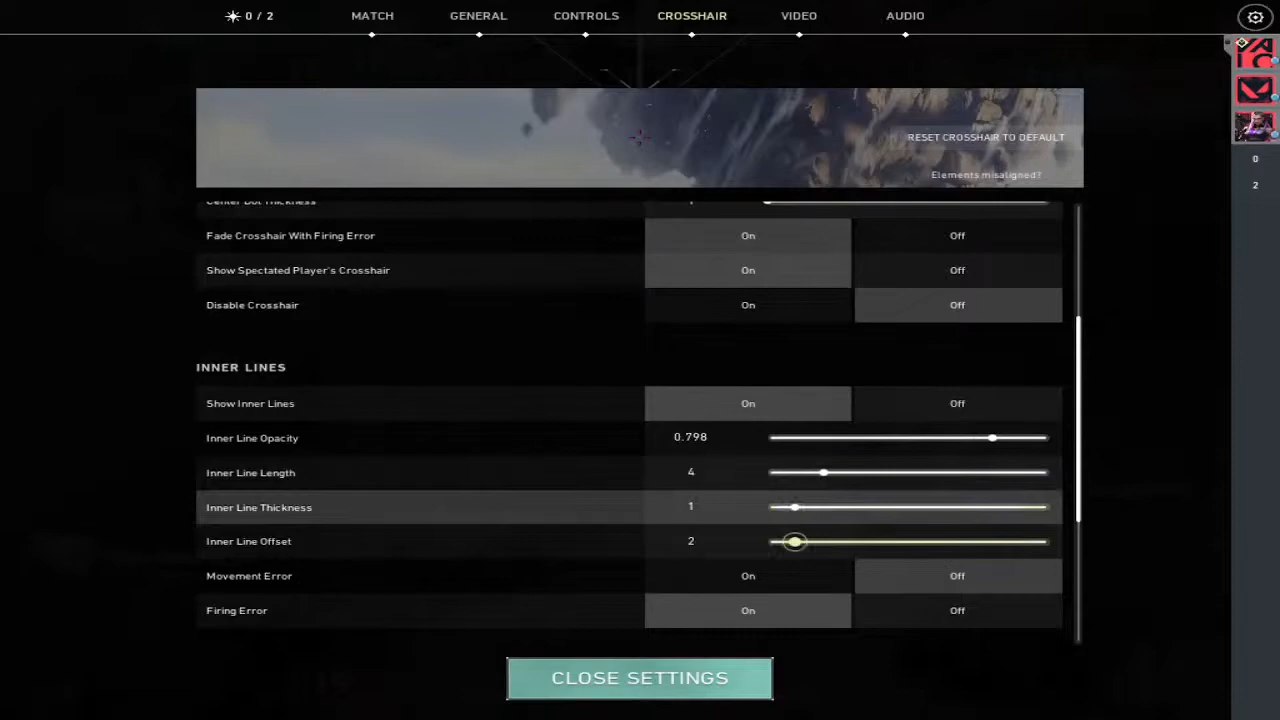 0 / 2
MATCH
GENERAL
CONTROLS
CROSSHAIR
VIDEO
AUDIO
RESET CROSSHAIR TO DEFAULT
Elements misaligned?
0
2
Center Dot Thickness
Fade Crosshair With Firing Error On Off
Show Spectated Player's Crosshair On Off
Disable Crosshair On Off
INNER LINES
Show Inner Lines On Off
Inner Line Opacity 0.798
Inner Line Length 4
Inner Line Thickness 1
Inner Line Offset 2
Movement Error On Off
Firing Error On Off
CLOSE SETTINGS